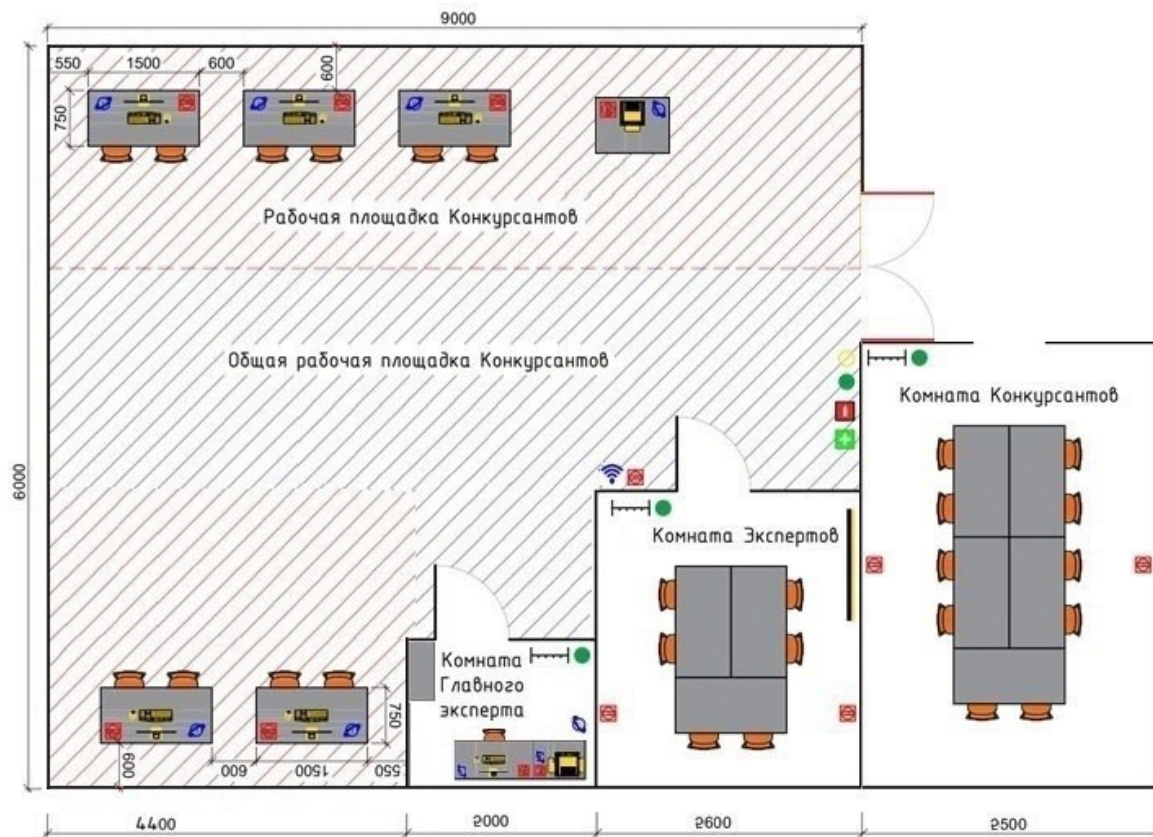 9000
550
1500
600
600
750
Рабочая площадка Конкурсантов
Общая рабочая площадка Конкурсантов
6000
Комната Конкурсантов
Комната Экспертов
Комната
Главного
эксперта
750
600
600
1500
550
4400
2000
2600
2500